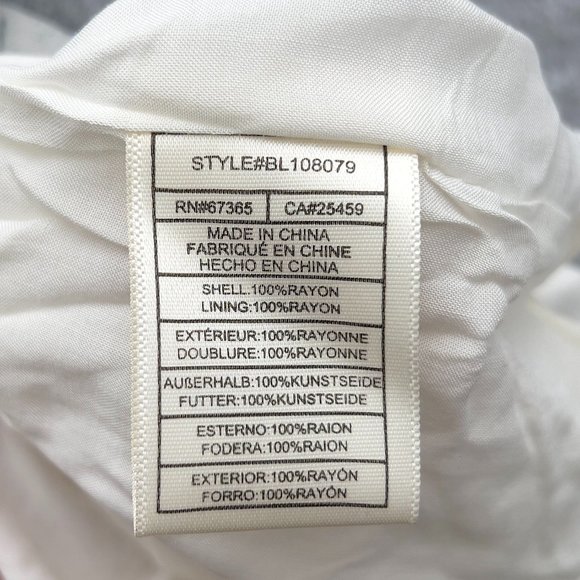 STYLE#BL108079
RN#67365 CA#25459
MADE IN CHINA
FABRIQUÉ EN CHINE
HECHO EN CHINA
SHELL:100%RAYON
LINING:100%RAYON
EXTÉRIEUR:100%RAYONNE
DOUBLURE:100%RAYONNE
AUßERHALB:100%KUNSTSEIDE
FUTTER:100%KUNSTSEIDE
ESTERNO:100%RAION
FODERA:100%RAION
EXTERIOR:100%RAYÓN
FORRO:100%RAYÓN